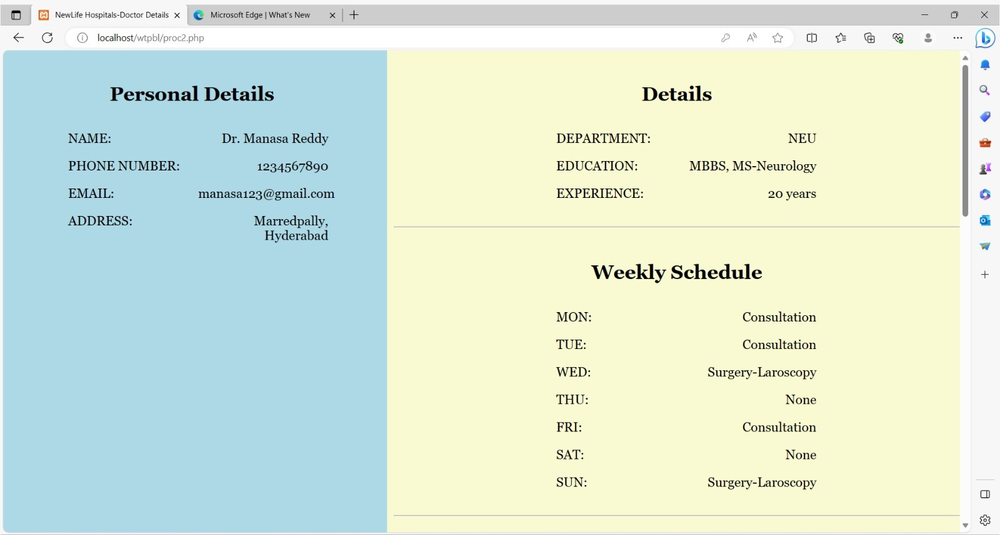 NewLife Hospitals-Doctor Details
Microsoft Edge | What's New
localhost/wtpbl/proc2.php
Personal Details
NAME: Dr. Manasa Reddy
PHONE NUMBER: 1234567890
EMAIL: manasa123@gmail.com
ADDRESS: Marredpally,
Hyderabad
Details
DEPARTMENT: NEU
EDUCATION: MBBS, MS-Neurology
EXPERIENCE: 20 years
Weekly Schedule
MON: Consultation
TUE: Consultation
WED: Surgery-Laroscopy
THU: None
FRI: Consultation
SAT: None
SUN: Surgery-Laroscopy